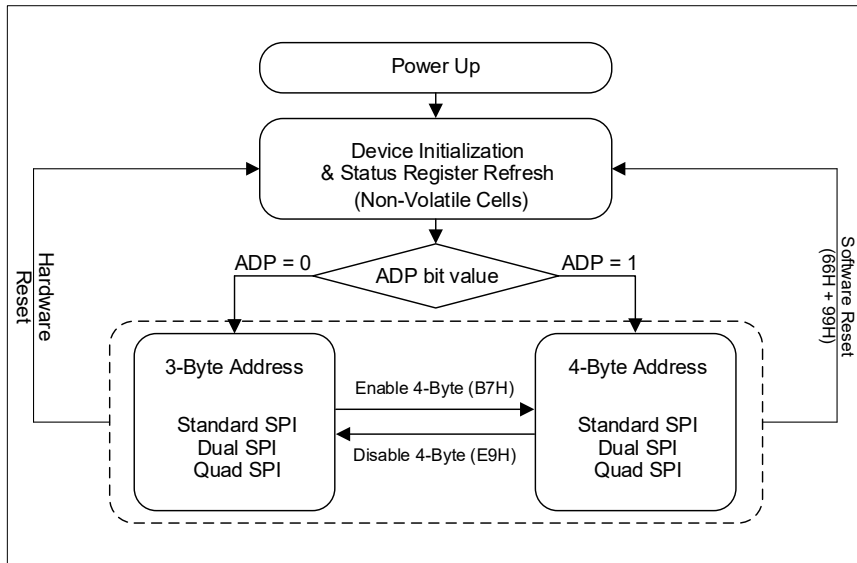 Power Up
Device Initialization
& Status Register Refresh
(Non-Volatile Cells)
Hardware
Reset
Software Reset
(66H + 99H)
ADP = 0
ADP bit value
ADP = 1
3-Byte Address
Standard SPI
Dual SPI
Quad SPI
Enable 4-Byte (B7H)
Disable 4-Byte (E9H)
4-Byte Address
Standard SPI
Dual SPI
Quad SPI